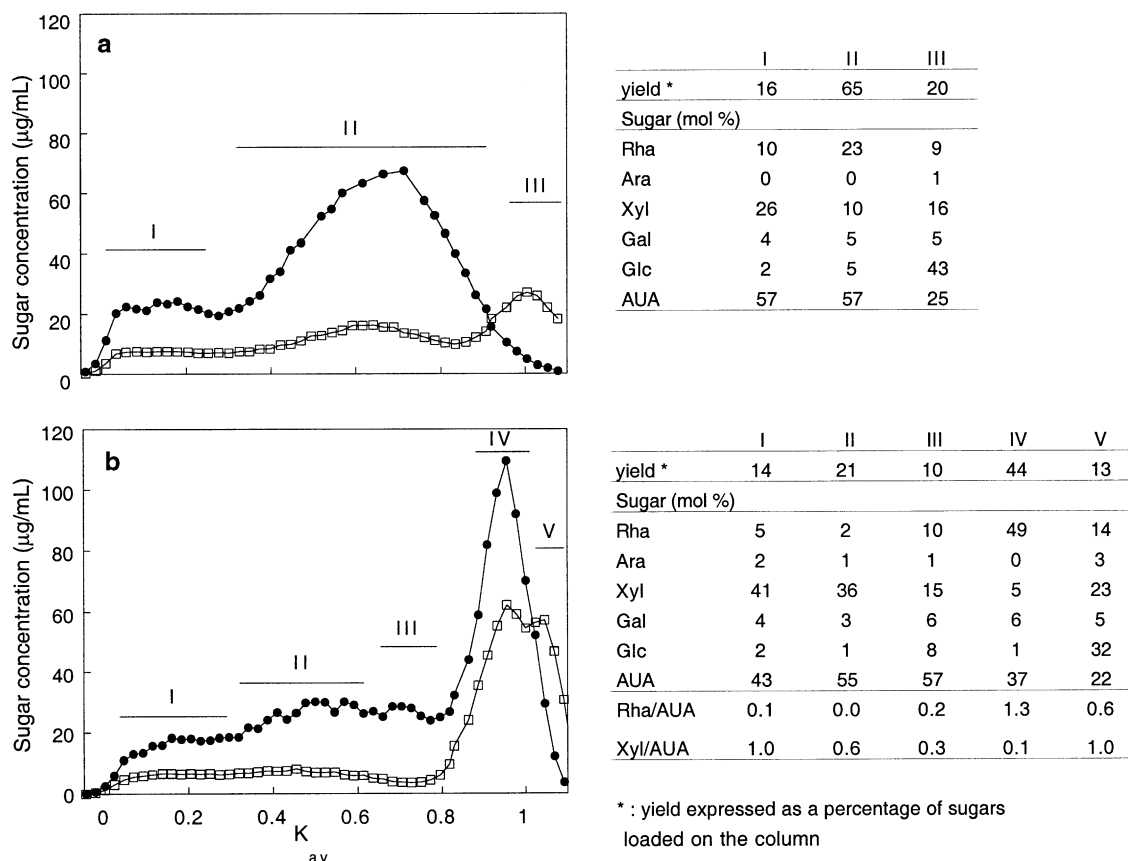 120
100
80
60
40
20
0
Sugar concentration (µg/mL)
a
I
II
III
I II III
yield * 16 65 20
Sugar (mol %)
Rha 10 23 9
Ara 0 0 1
Xyl 26 10 16
Gal 4 5 5
Glc 2 5 43
AUA 57 57 25
120
100
80
60
40
20
0
Sugar concentration (µg/mL)
b
I
II
III
IV
V
0 0.2 0.4 0.6 0.8 1
K
av
I II III IV V
yield * 14 21 10 44 13
Sugar (mol %)
Rha 5 2 10 49 14
Ara 2 1 1 0 3
Xyl 41 36 15 5 23
Gal 4 3 6 6 5
Glc 2 1 8 1 32
AUA 43 55 57 37 22
Rha/AUA 0.1 0.0 0.2 1.3 0.6
Xyl/AUA 1.0 0.6 0.3 0.1 1.0
* : yield expressed as a percentage of sugars
loaded on the column